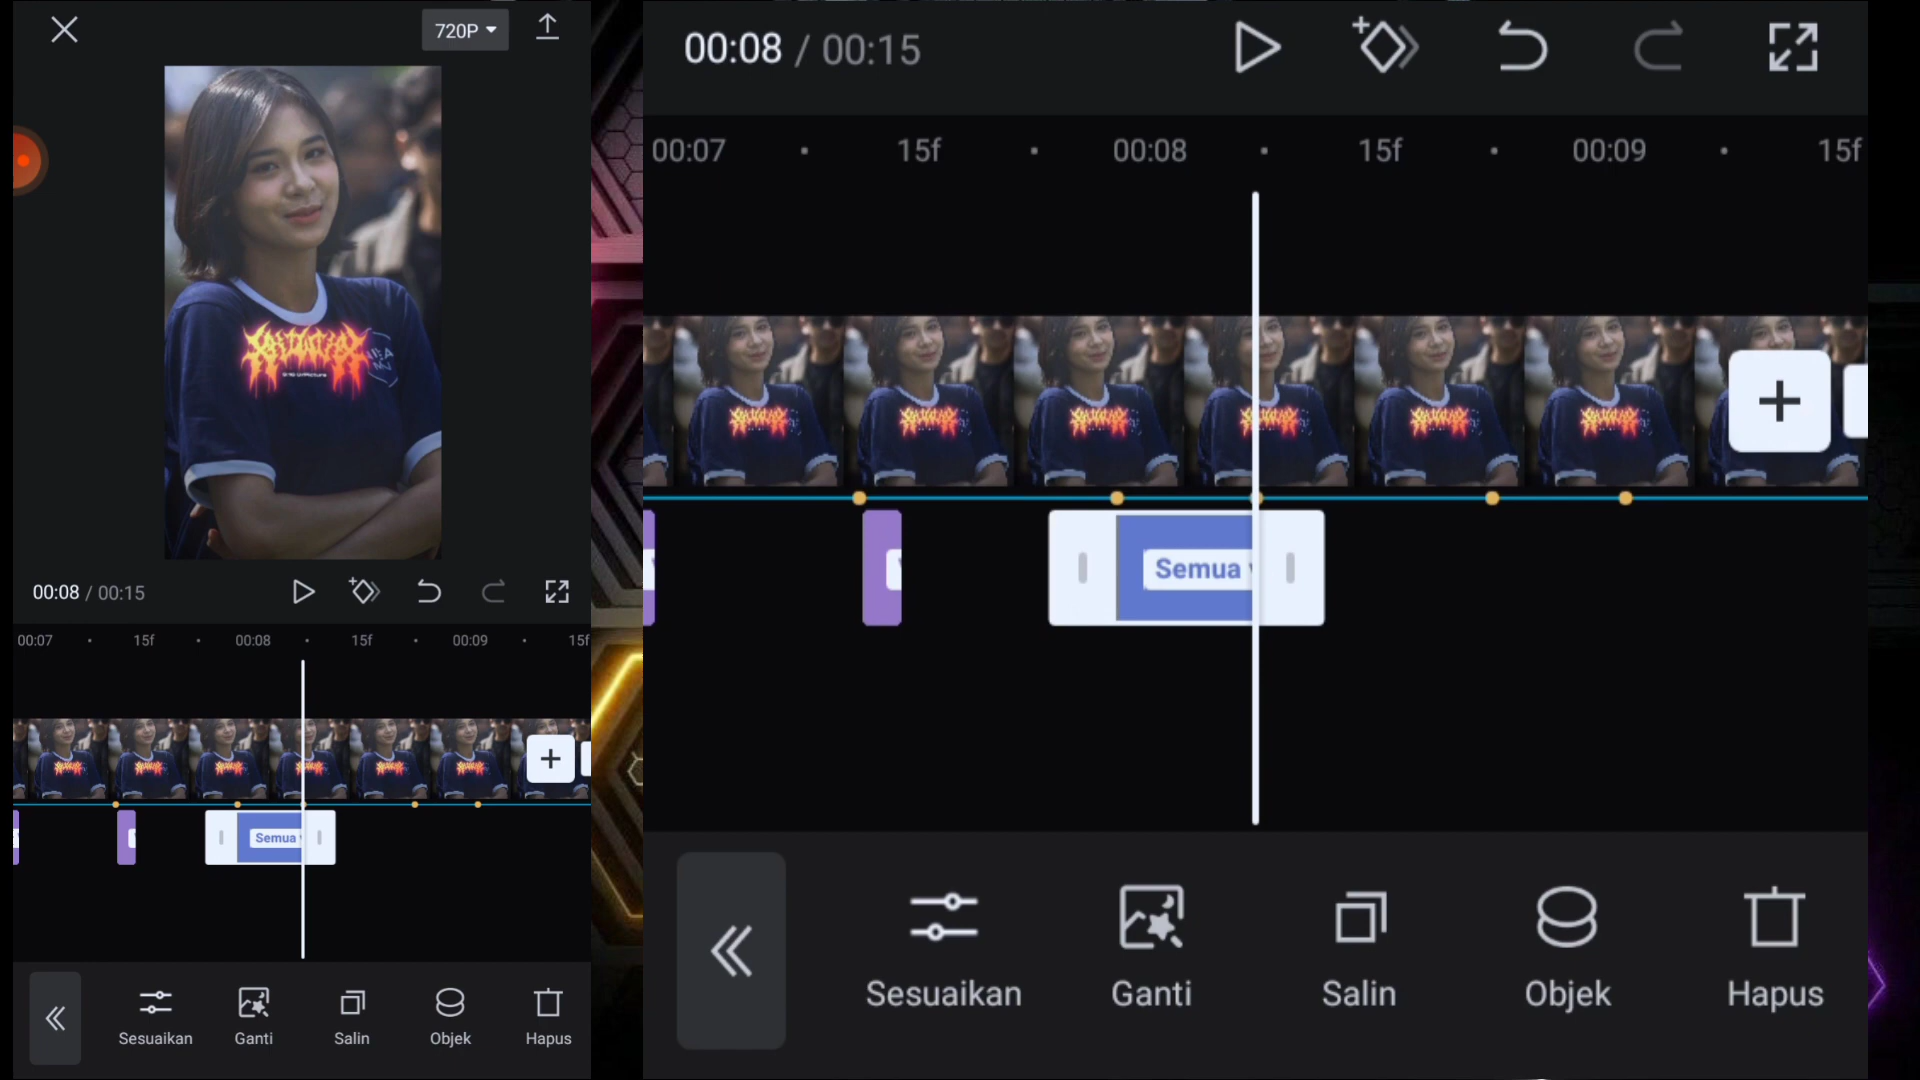 720P
00:08 / 00:15
00:07 15f 00:08 15f 00:09 15f
Semua
Sesuaikan Ganti Salin Objek Hapus
00:08 / 00:15
00:07 15f 00:08 15f 00:09 15f
Semua
Sesuaikan Ganti Salin Objek Hapus